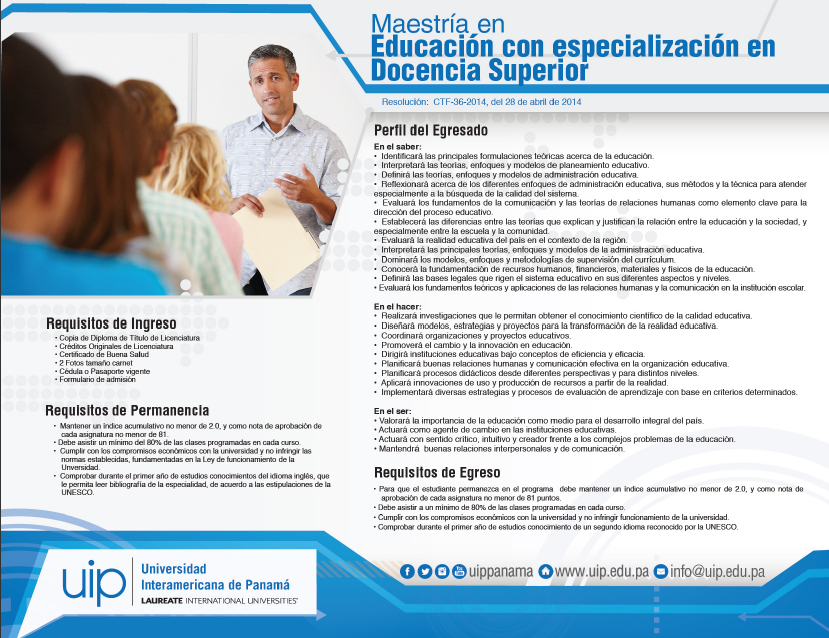 Maestría en
Educación con especialización en
Docencia Superior
Resolución: CTF-36-2014, del 28 de abril de 2014
Perfil del Egresado
En el saber:
• Identificará las principales formulaciones teóricas acerca de la educación.
• Interpretará las teorías, enfoques y modelos de planeamiento educativo.
• Definirá las teorías, enfoques y modelos de administración educativa.
• Reflexionará acerca de los diferentes enfoques de administración educativa, sus métodos y la técnica para atender
especialmente a la búsqueda de la calidad del sistema.
• Evaluará los fundamentos de la comunicación y las teorías de relaciones humanas como elemento clave para la
dirección del proceso educativo.
• Establecerá las diferencias entre las teorías que explican y justifican la relación entre la educación y la sociedad, y
especialmente entre la escuela y la comunidad.
• Evaluará la realidad educativa del país en el contexto de la región.
• Interpretará las principales teorías, enfoques y modelos de la administración educativa.
• Dominará los modelos, enfoques y metodologías de supervisión del currículum.
• Conocerá la fundamentación de recursos humanos, financieros, materiales y físicos de la educación.
• Definirá las bases legales que rigen el sistema educativo en sus diferentes aspectos y niveles.
• Evaluará los fundamentos teóricos y aplicaciones de las relaciones humanas y la comunicación en la institución escolar.
En el hacer:
• Realizará investigaciones que le permitan obtener el conocimiento científico de la calidad educativa.
• Diseñará modelos, estrategias y proyectos para la transformación de la realidad educativa.
• Coordinará organizaciones y proyectos educativos.
• Promoverá el cambio y la innovación en educación.
• Dirigirá instituciones educativas bajo conceptos de eficiencia y eficacia.
• Planificará buenas relaciones humanas y comunicación efectiva en la organización educativa.
• Planificará procesos didácticos desde diferentes perspectivas y para distintos niveles.
• Aplicará innovaciones de uso y producción de recursos a partir de la realidad.
• Implementará diversas estrategias y procesos de evaluación de aprendizaje con base en criterios determinados.
En el ser:
• Valorará la importancia de la educación como medio para el desarrollo integral del país.
• Actuará como agente de cambio en las instituciones educativas.
• Actuará con sentido crítico, intuitivo y creador frente a los complejos problemas de la educación.
• Mantendrá buenas relaciones interpersonales y de comunicación.
Requisitos de Egreso
• Para que el estudiante permanezca en el programa debe mantener un índice acumulativo no menor de 2.0, y como nota de
aprobación de cada asignatura no menor de 81 puntos.
• Debe asistir a un mínimo de 80% de las clases programadas en cada curso.
• Cumplir con los compromisos económicos con la universidad y no infringir funcionamiento de la universidad.
• Comprobar durante el primer año de estudios conocimiento de un segundo idioma reconocido por la UNESCO.
Requisitos de Ingreso
• Copia de Diploma de Título de Licenciatura
• Créditos Originales de Licenciatura
• Certificado de Buena Salud
• 2 Fotos tamaño carnet
• Cédula o Pasaporte vigente
• Formulario de admisión
Requisitos de Permanencia
• Mantener un índice acumulativo no menor de 2.0, y como nota de aprobación de
cada asignatura no menor de 81.
• Debe asistir un mínimo del 80% de las clases programadas en cada curso.
• Cumplir con los compromisos económicos con la universidad y no infringir las
normas establecidas, fundamentadas en la Ley de funcionamiento de la
Unversidad.
• Comprobar durante el primer año de estudios conocimientos del idioma inglés, que
le permita leer bibliografía de la especialidad, de acuerdo a las estipulaciones de la
UNESCO.
uip
Universidad
Interamericana de Panamá
LAUREATE INTERNATIONAL UNIVERSITIES®
uippanama www.uip.edu.pa info@uip.edu.pa